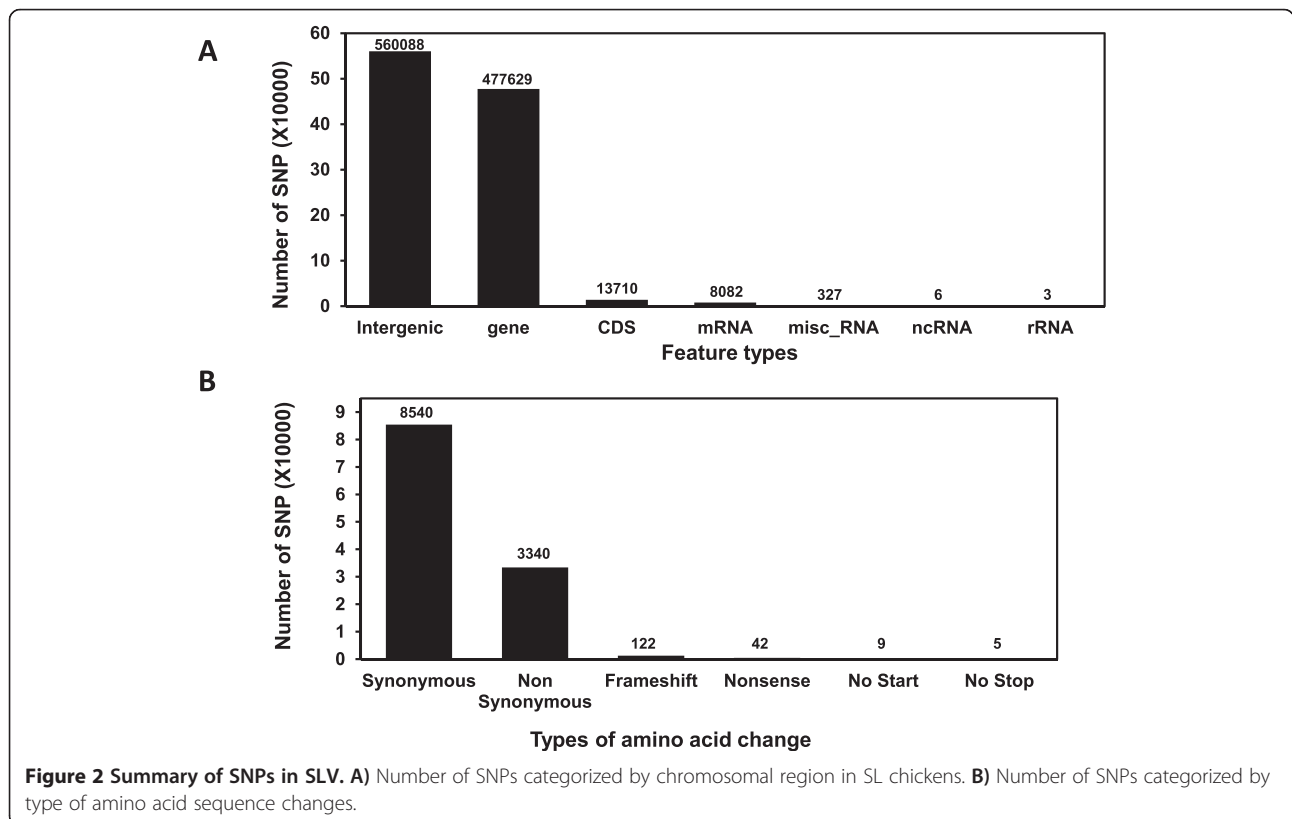 A
Number of SNP (X10000)
60
50
40
30
20
10
0
560088
477629
13710
8082
327
6
3
Intergenic
gene
CDS
mRNA
misc_RNA
ncRNA
rRNA
Feature types
B
Number of SNP (X10000)
9
8
7
6
5
4
3
2
1
0
8540
3340
122
42
9
5
Synonymous
Non
Synonymous
Frameshift
Nonsense
No Start
No Stop
Types of amino acid change
Figure 2 Summary of SNPs in SLV. A) Number of SNPs categorized by chromosomal region in SL chickens. B) Number of SNPs categorized by
type of amino acid sequence changes.